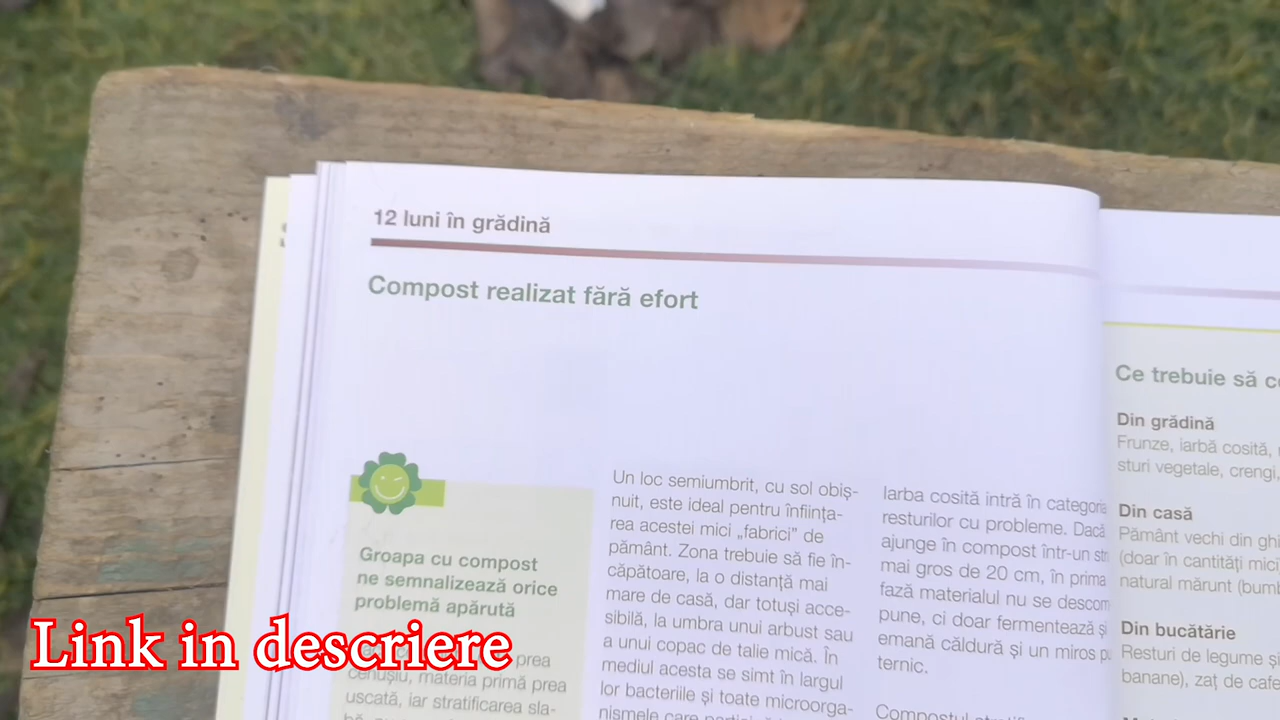 12 luni în grădină
Compost realizat fără efort
Groapa cu compost
ne semnalizează orice
problemă apărută
prea
cenușiu, materia primă prea
uscată, iar stratificarea sla-
Un loc semiumbrit, cu sol obiș-
nuit, este ideal pentru înființa-
rea acestei mici „fabrici” de
pământ. Zona trebuie să fie în-
căpătoare, la o distanță mai
mare de casă, dar totuși acce-
sibilă, la umbra unui arbust sau
a unui copac de talie mică. În
mediul acesta se simt în largul
lor bacteriile și toate microorga-
nismele care
Iarba cosită intră în categoria
resturilor cu probleme. Dacă
ajunge în compost într-un
mai gros de 20 cm, în prima
fază materialul nu se
pune, ci doar fermentează și
emană căldură și un miros
ternic.
Compostul
Ce trebuie să
Din grădină
Frunze, iarbă cosită,
sturi vegetale, crengi,
Din casă
Pământ vechi din
(doar în cantități mici
natural mărunt
Din bucătărie
Resturi de legume și
banane), zaț de cafe
Link in descriere